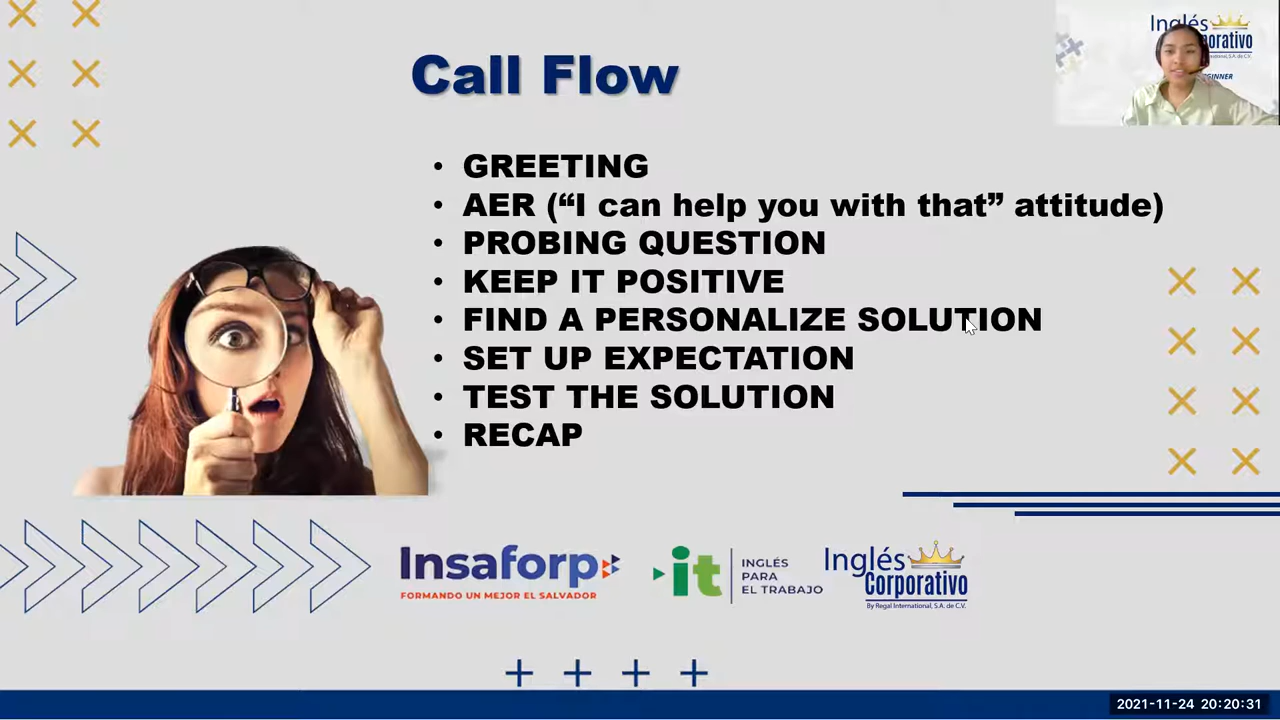 Call Flow
• GREETING
• AER (“I can help you with that” attitude)
• PROBING QUESTION
• KEEP IT POSITIVE
• FIND A PERSONALIZE SOLUTION
• SET UP EXPECTATION
• TEST THE SOLUTION
• RECAP
Insaforp
FORMANDO UN MEJOR EL SALVADOR
it
INGLÉS
PARA
EL TRABAJO
Inglés
Corporativo
By Regal International, S.A. de C.V.
Inglés
2021-11-24 20:20:31